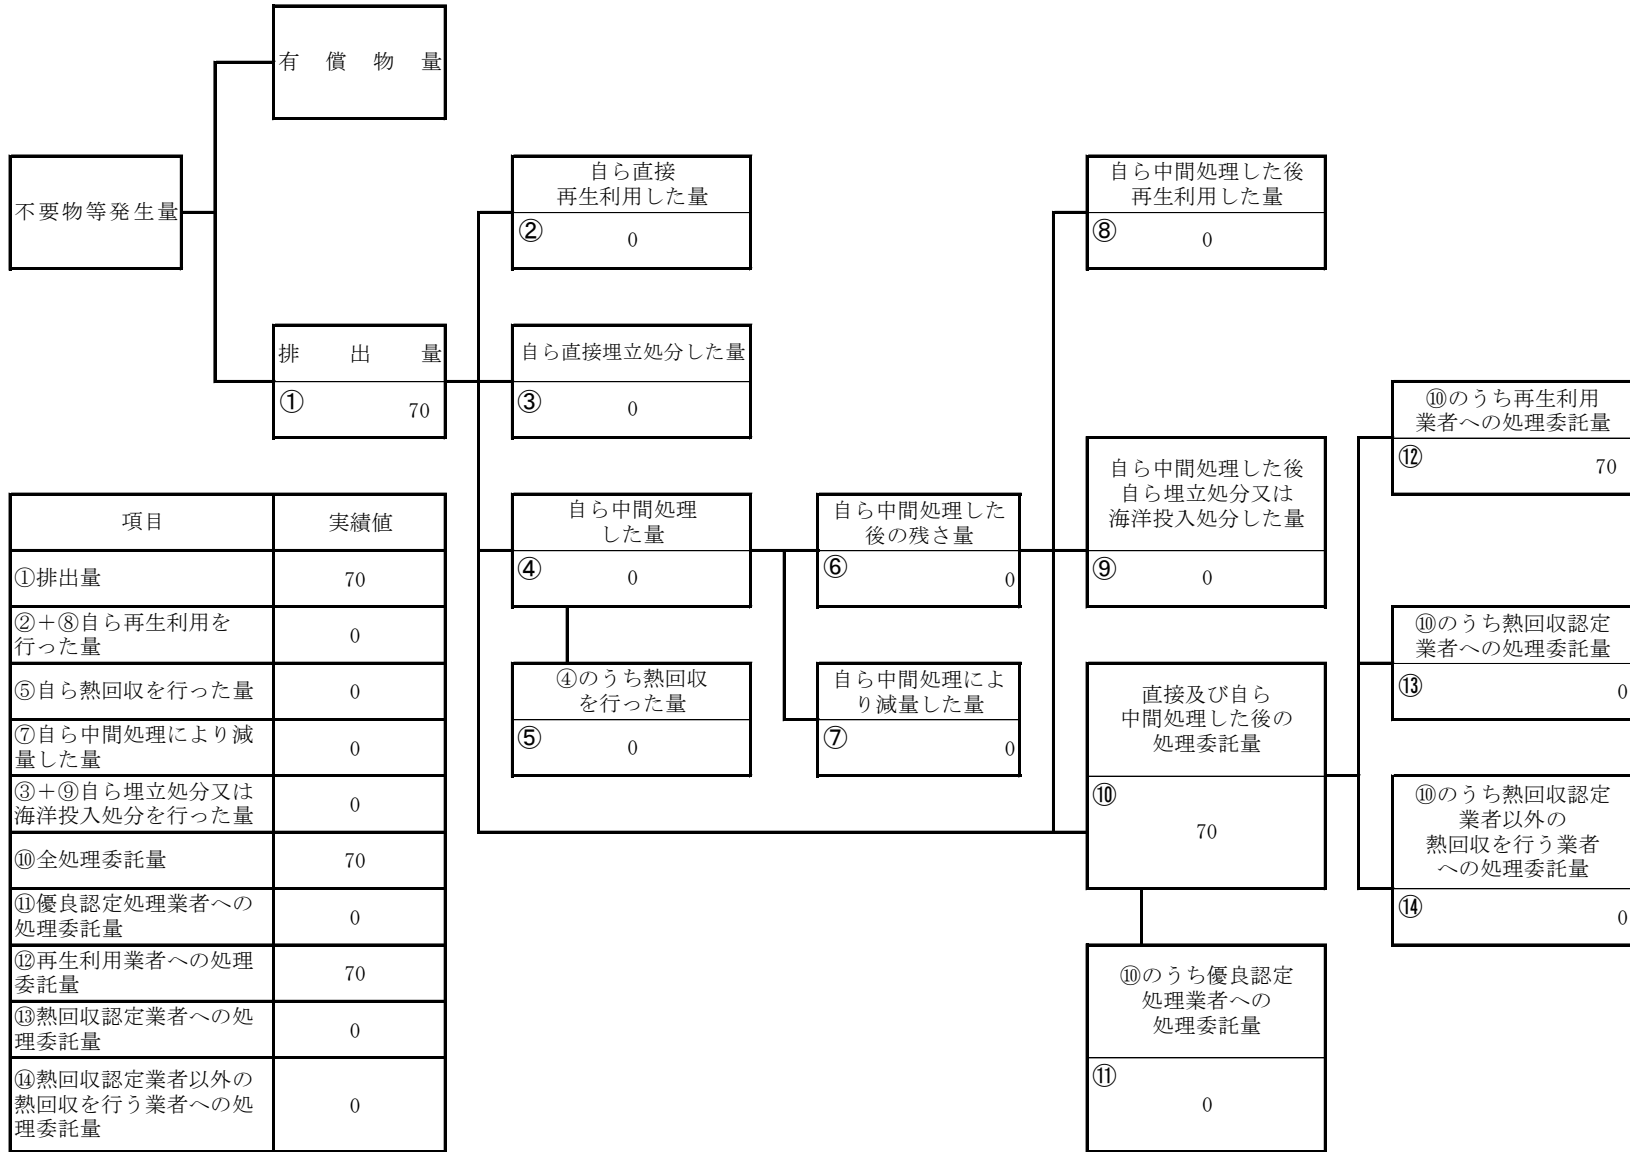 有償物量
不要物等発生量
排出量
①
70
自ら直接
再生利用した量
②
0
自ら直接埋立処分した量
③
0
自ら中間処理
した量
④
0
④のうち熱回収
を行った量
⑤
0
自ら中間処理した
後の残さ量
⑥
0
自ら中間処理によ
り減量した量
⑦
0
自ら中間処理した後
再生利用した量
⑧
0
自ら中間処理した後
自ら埋立処分又は
海洋投入処分した量
⑨
0
直接及び自ら
中間処理した後の
処理委託量
⑩
70
⑩のうち優良認定
処理業者への
処理委託量
⑪
0
⑩のうち再生利用
業者への処理委託量
⑫
70
⑩のうち熱回収認定
業者への処理委託量
⑬
0
⑩のうち熱回収認定
業者以外の
熱回収を行う業者
への処理委託量
⑭
0
項目 実績値
①排出量 70
②+⑧自ら再生利用を
行った量 0
⑤自ら熱回収を行った量 0
⑦自ら中間処理により減
量した量 0
③+⑨自ら埋立処分又は
海洋投入処分を行った量 0
⑩全処理委託量 70
⑪優良認定処理業者への
処理委託量 0
⑫再生利用業者への処理
委託量 70
⑬熱回収認定業者への処
理委託量 0
⑭熱回収認定業者以外の
熱回収を行う業者への処
理委託量 0